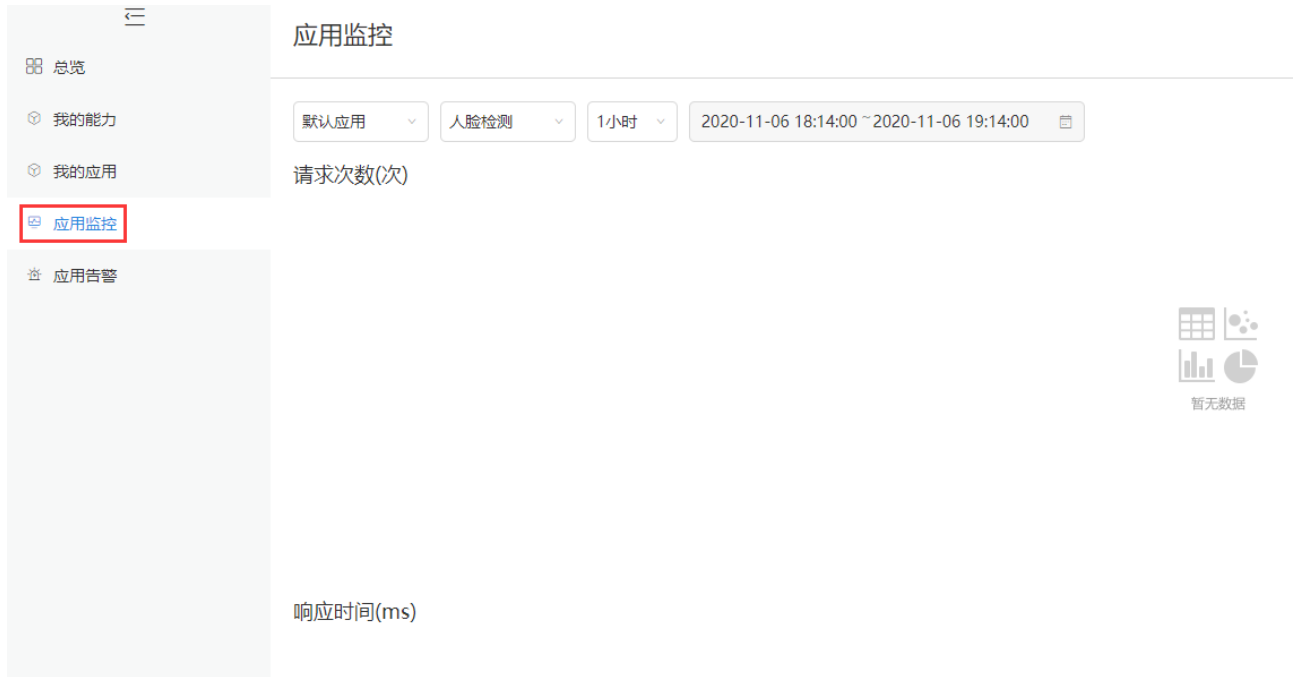 总览
我的能力
我的应用
应用监控
应用告警
应用监控
默认应用 人脸检测 1小时 2020-11-06 18:14:00 ~ 2020-11-06 19:14:00
请求次数(次)
暂无数据
响应时间(ms)